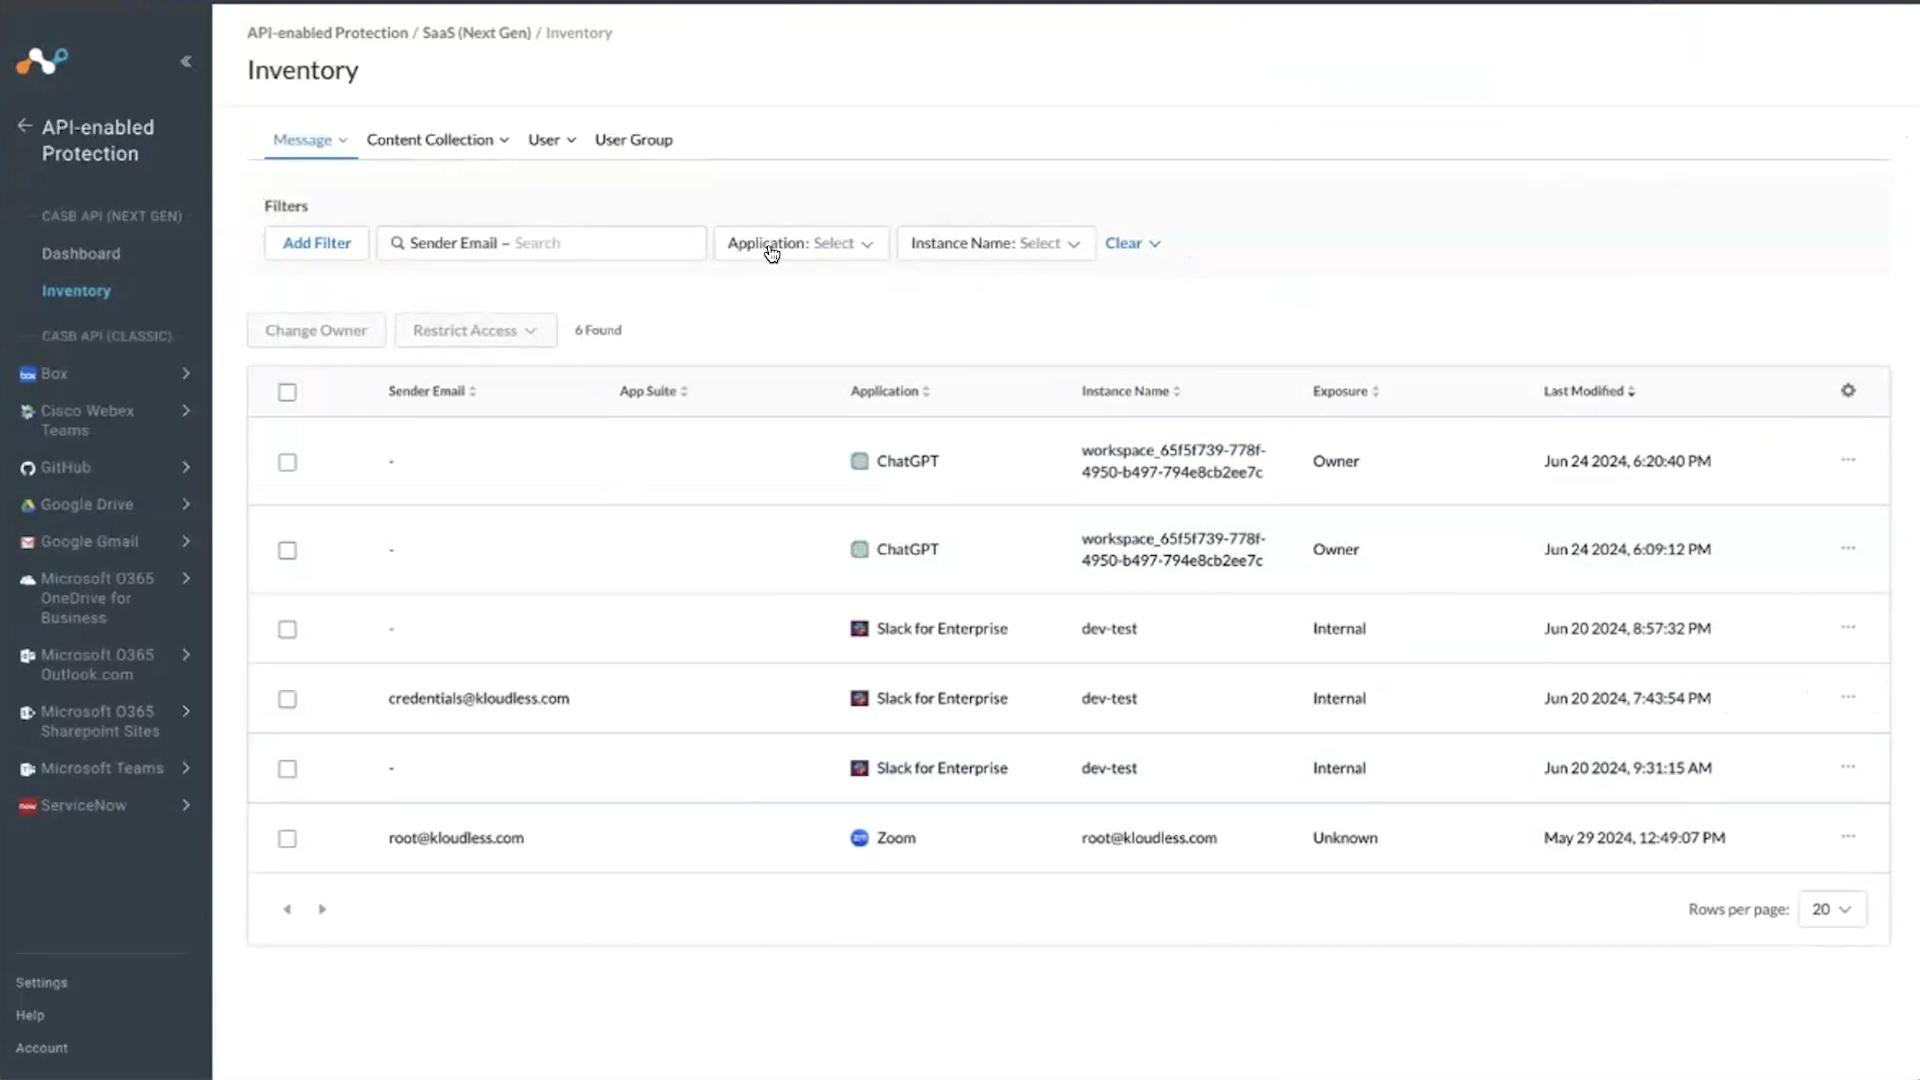 API-enabled Protection / SaaS (Next Gen) / Inventory
Inventory
API-enabled
Protection
CASB API (NEXT GEN)
Dashboard
Inventory
CASB API (CLASSIC)
box Box
Cisco Webex
Teams
GitHub
Google Drive
Google Gmail
Microsoft O365
OneDrive for
Business
Microsoft O365
Outlook.com
Microsoft O365
Sharepoint Sites
Microsoft Teams
now ServiceNow
Settings
Help
Account
Message Content Collection User User Group
Filters
Add Filter Sender Email ~ Search Application: Select Instance Name: Select Clear
Change Owner Restrict Access 6 Found
Sender Email App Suite Application Instance Name Exposure Last Modified
- ChatGPT workspace_65f5f739-778f-
4950-b497-794e8cb2ee7c Owner Jun 24 2024, 6:20:40 PM ...
- ChatGPT workspace_65f5f739-778f-
4950-b497-794e8cb2ee7c Owner Jun 24 2024, 6:09:12 PM ...
- Slack for Enterprise dev-test Internal Jun 20 2024, 8:57:32 PM ...
credentials@kloudless.com Slack for Enterprise dev-test Internal Jun 20 2024, 7:43:54 PM ...
- Slack for Enterprise dev-test Internal Jun 20 2024, 9:31:15 AM ...
root@kloudless.com zm Zoom root@kloudless.com Unknown May 29 2024, 12:49:07 PM ...
Rows per page: 20